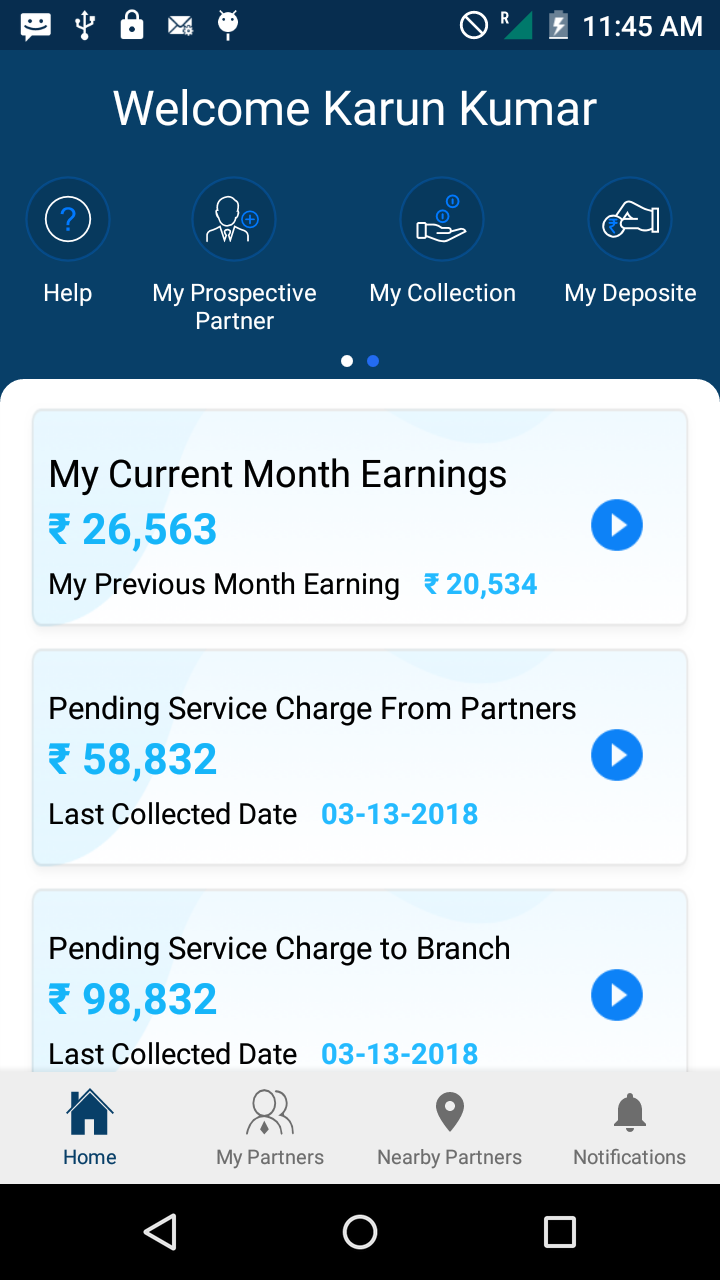 R 11:45 AM
Welcome Karun Kumar
?
Help
My Prospective
Partner
My Collection
₹
My Deposite
My Current Month Earnings
₹ 26,563
My Previous Month Earning ₹ 20,534
Pending Service Charge From Partners
₹ 58,832
Last Collected Date 03-13-2018
Pending Service Charge to Branch
₹ 98,832
Last Collected Date 03-13-2018
Home
My Partners
Nearby Partners
Notifications